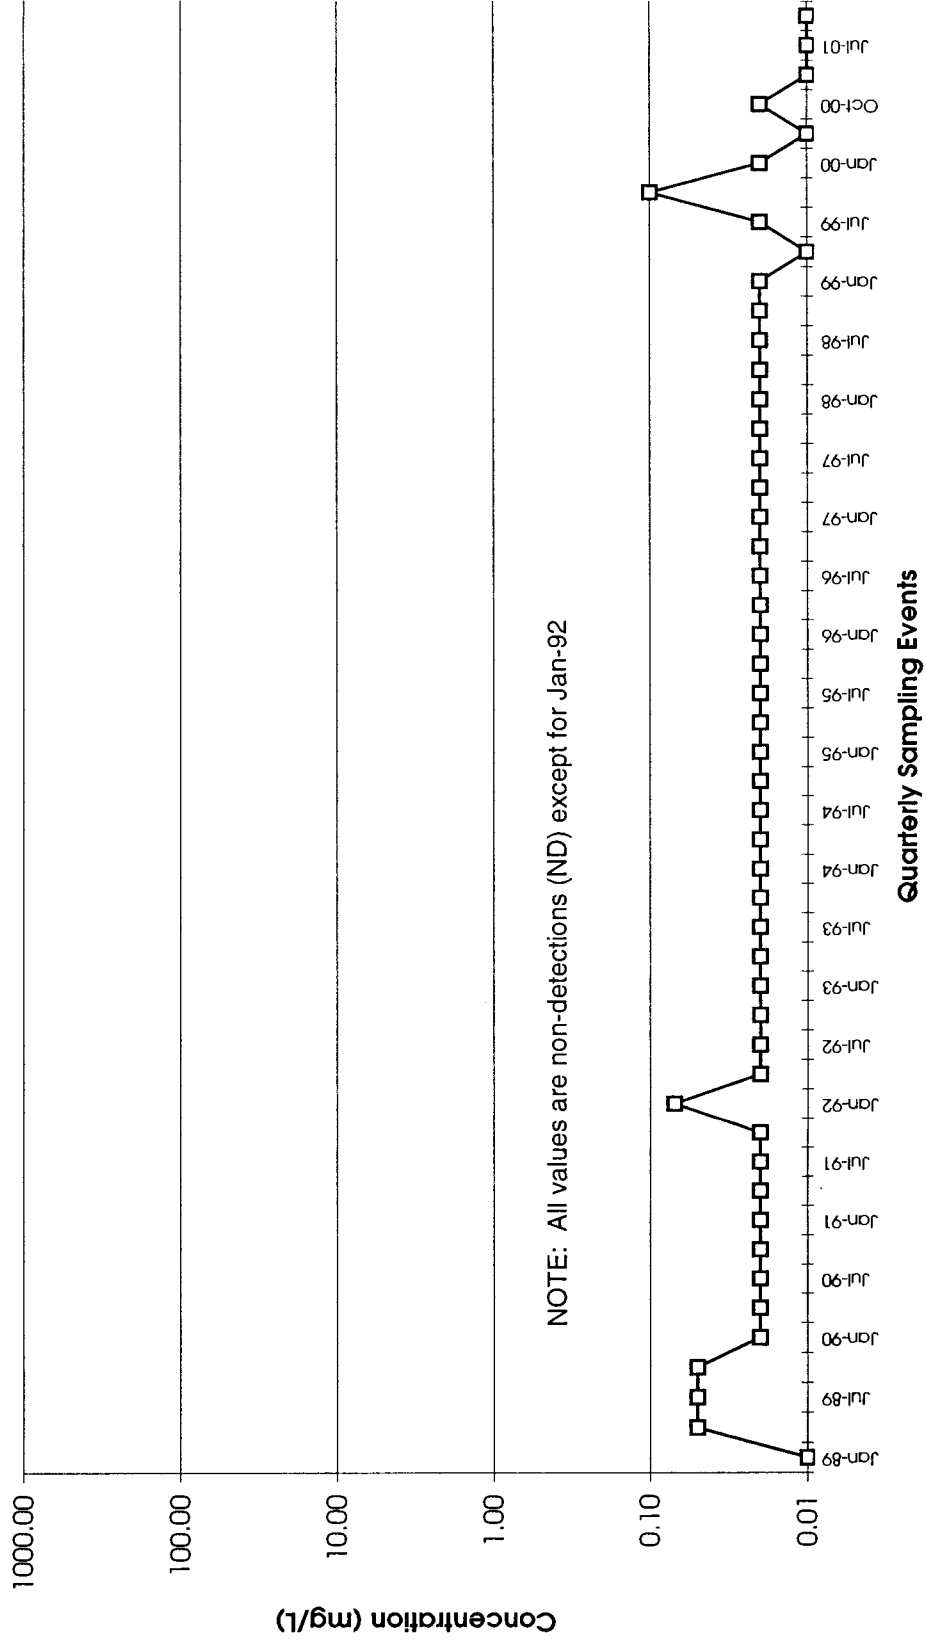 1000.00
100.00
10.00
1.00
0.10
0.01
Concentration (mg/L)
NOTE: All values are non-detections (ND) except for Jan-92
Jan-89
Jul-89
Jan-90
Jul-90
Jan-91
Jul-91
Jan-92
Jul-92
Jan-93
Jul-93
Jan-94
Jul-94
Jan-95
Jul-95
Jan-96
Jul-96
Jan-97
Jul-97
Jan-98
Jul-98
Jan-99
Jul-99
Jan-00
Oct-00
Jul-01
Quarterly Sampling Events